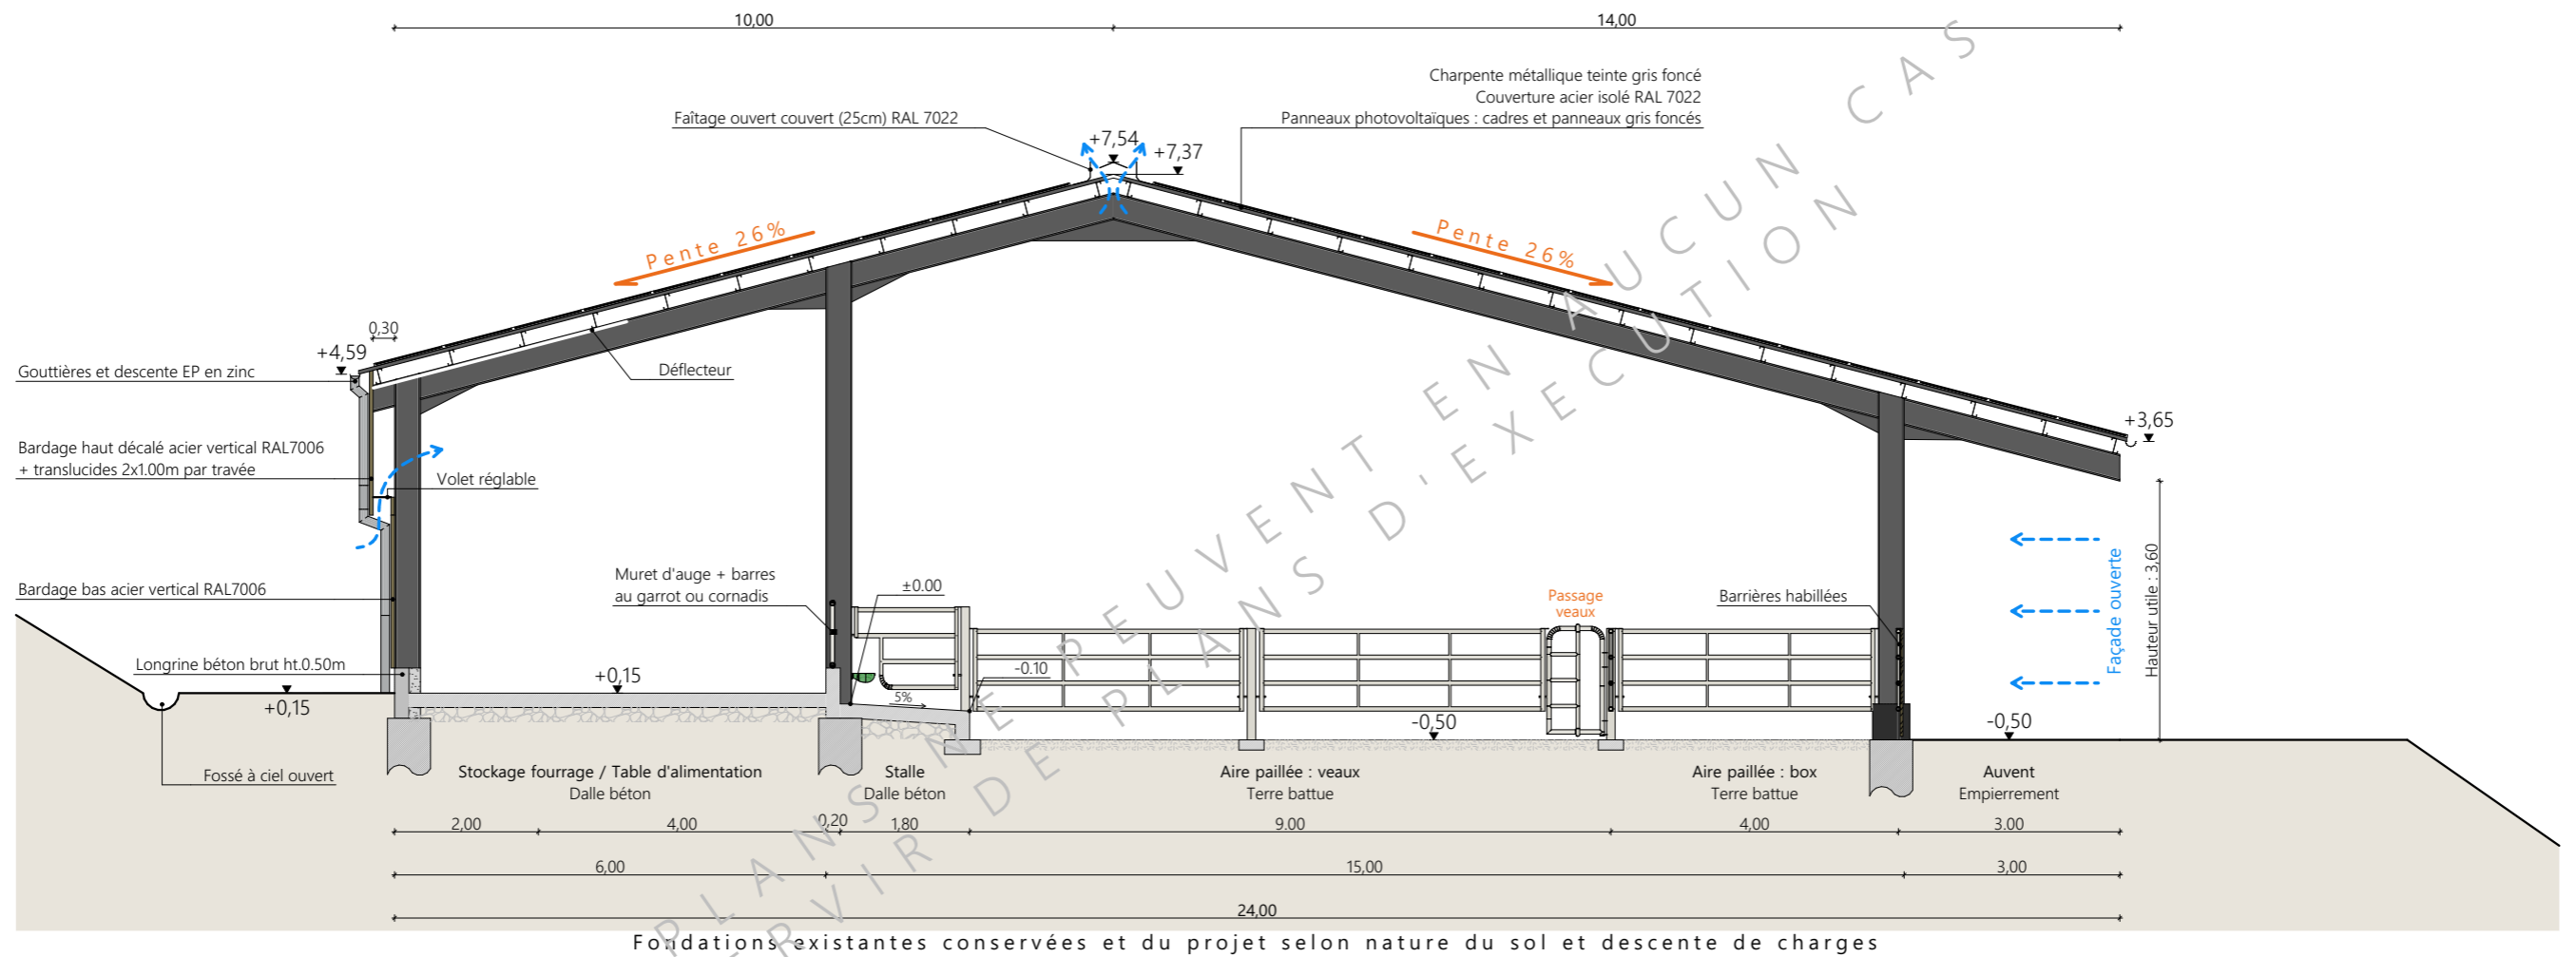 10,00
14,00
Charpente métallique teinte gris foncé
Couverture acier isolé RAL 7022
Panneaux photovoltaïques : cadres et panneaux gris foncés
Faîtage ouvert couvert (25cm) RAL 7022
+7,54
+7,37
Pente 26%
Pente 26%
0,30
+4,59
Gouttières et descente EP en zinc
Déflecteur
+3,65
Bardage haut décalé acier vertical RAL7006
+ translucides 2x1.00m par travée
Volet réglable
Bardage bas acier vertical RAL7006
Muret d'auge + barres
au garrot ou cornadis
±0.00
Passage
veaux
Barrières habillées
Façade ouverte
Hauteur utile : 3,60
Longrine béton brut ht.0.50m
+0,15
+0,15
5%
-0.10
-0,50
-0,50
Fossé à ciel ouvert
Stockage fourrage / Table d'alimentation
Dalle béton
Stalle
Dalle béton
Aire paillée : veaux
Terre battue
Aire paillée : box
Terre battue
Auvent
Empierrement
2,00
4,00
0,20
1,80
9.00
4,00
3.00
6,00
15,00
3,00
24,00
Fondations existantes conservées et du projet selon nature du sol et descente de charges
PLANS NE PEUVENT EN AUCUN CAS
SERVIR DE PLANS D'EXECUTION